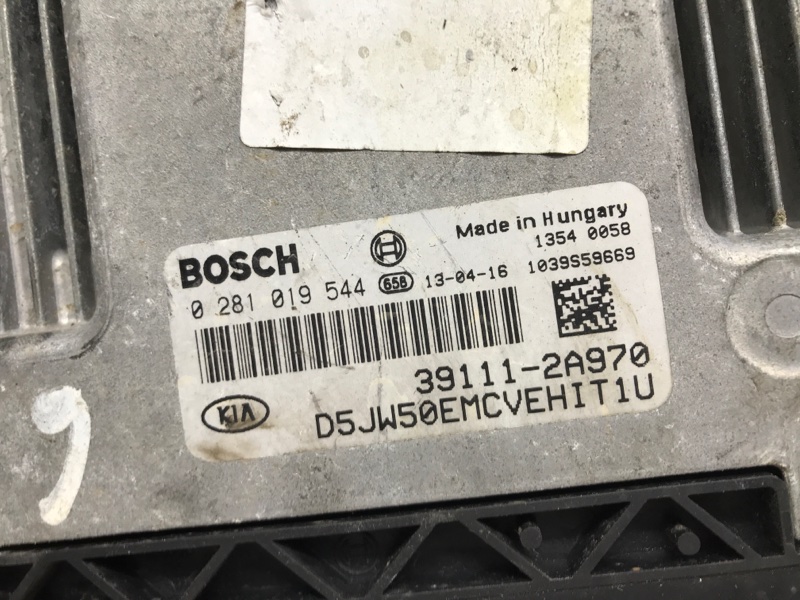 BOSCH
Made in Hungary
1354 0058
0 281 019 544 658 13-04-16 1039S59669
39111-2A970
KIA D5JW50EMCVEHIT1U